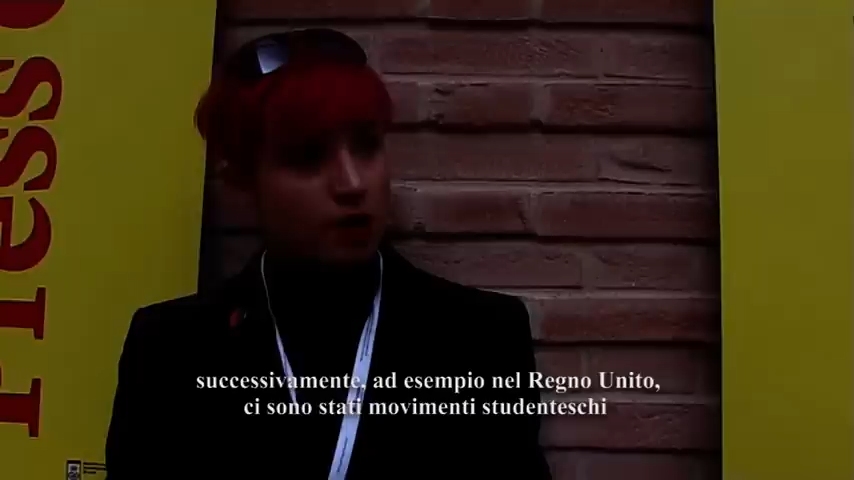 Press
successivamente, ad esempio nel Regno Unito,
ci sono stati movimenti studenteschi